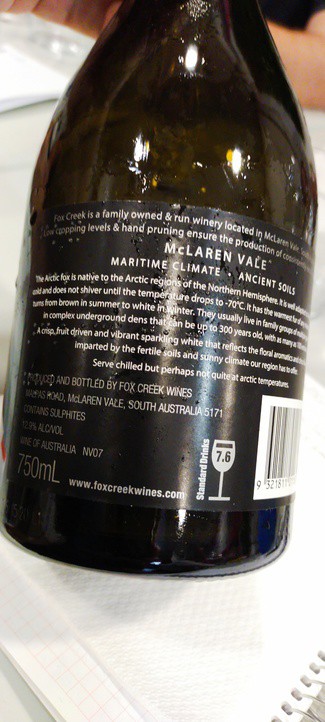 Fox Creek is a family owned & run winery located in McLaren Vale
Low cropping levels & hand pruning ensure the production of
McLAREN VALE
MARITIME CLIMATE ANCIENT SOILS
The Arctic fox is native to the Arctic regions of the Northern Hemisphere. It is well
cold and does not shiver until the temperature drops to -70°C. It has the warmest
turns from brown in summer to white in winter. They usually live in family groups
in complex underground dens that can be up to 300 years old, with as many as
A crisp, fruit driven and vibrant sparkling white that reflects the floral aromatics and
imparted by the fertile soils and sunny climate our region has to offer.
Serve chilled but perhaps not quite at arctic temperatures.
PRODUCED AND BOTTLED BY FOX CREEK WINES
ROAD, McLAREN VALE, SOUTH AUSTRALIA 5171
CONTAINS SULPHITES
ALC/VOL
WINE OF AUSTRALIA NV07
750mL
www.foxcreekwines.com
Standard Drinks
7.6